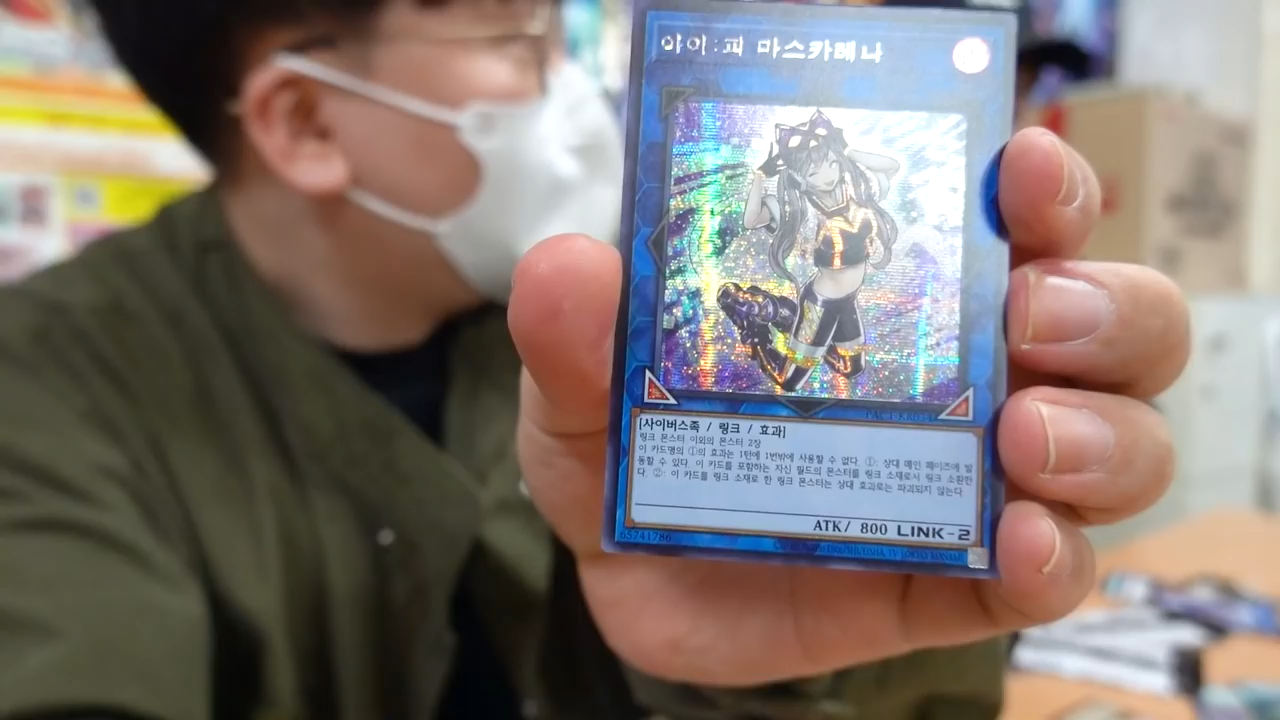 아이:피 마스카레나
[사이버스족 / 링크 / 효과]
링크 몬스터 이외의 몬스터 2장
이 카드명의 ①의 효과는 1턴에 1번밖에 사용할 수 없다. ①: 상대 메인 페이즈에 발
동할 수 있다. 이 카드를 포함하는 자신 필드의 몬스터를 링크 소재로서 링크 소환한
다. ②: 이 카드를 링크 소재로 한 링크 몬스터는 상대 효과로는 파괴되지 않는다.
ATK/ 800 LINK-2
65741786